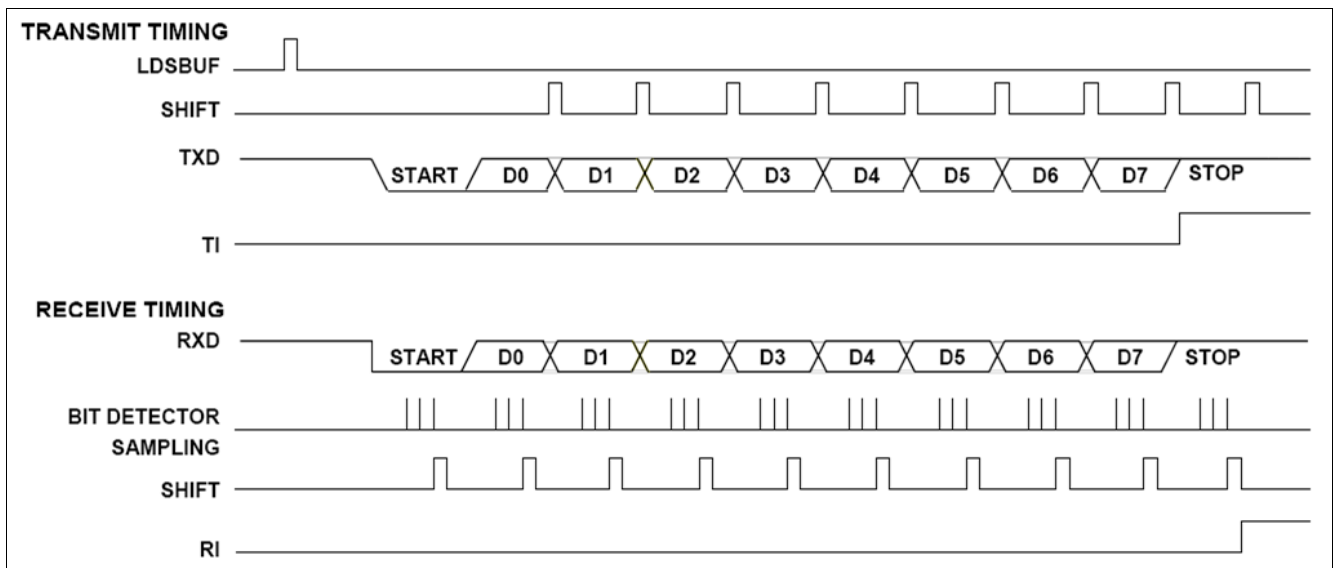 TRANSMIT TIMING
LDSBUF
SHIFT
TXD START D0 D1 D2 D3 D4 D5 D6 D7 STOP
TI
RECEIVE TIMING
RXD START D0 D1 D2 D3 D4 D5 D6 D7 STOP
BIT DETECTOR
SAMPLING
SHIFT
RI